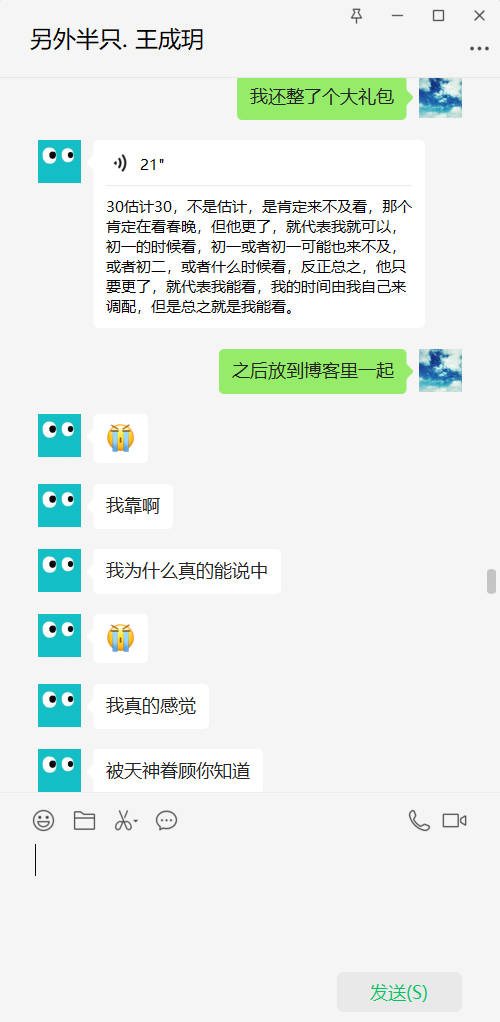 另外半只. 王成玥
我还整了个大礼包
21"
30估计30，不是估计，是肯定来不及看，那个
肯定在看春晚，但他更了，就代表我就可以，
初一的时候看，初一或者初一可能也来不及，
或者初二，或者什么时候看，反正总之，他只
要更了，就代表我能看，我的时间由我自己来
调配，但是总之就是我能看。
之后放到博客里一起
我靠啊
我为什么真的能说中
我真的感觉
被天神眷顾你知道
发送(S)